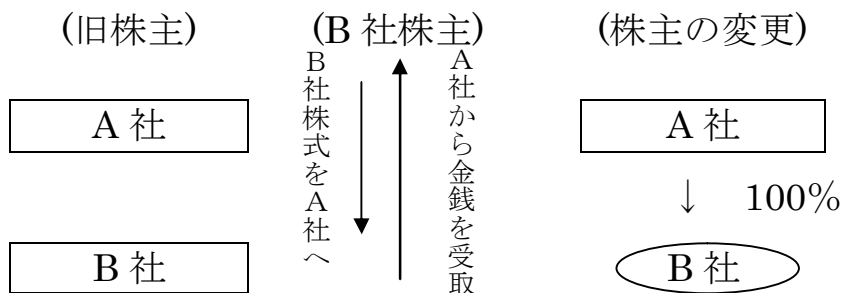 (旧株主)
(B 社株主)
(株主の変更)
B社株式をA社へ
A社から金銭を受取
A 社
A 社
↓ 100%
B 社
B 社